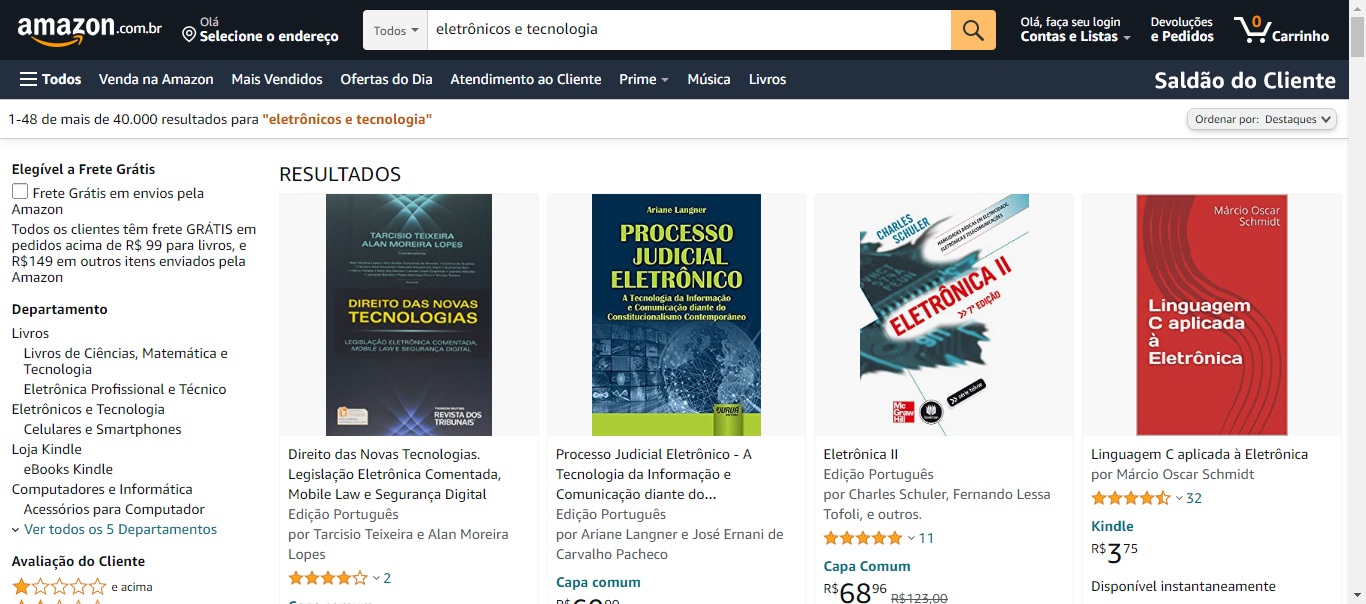 amazon.com.br
Olá
Selecione o endereço
Todos
eletrônicos e tecnologia
Olá, faça seu login
Contas e Listas
Devoluções
e Pedidos
0
Carrinho
Todos
Venda na Amazon
Mais Vendidos
Ofertas do Dia
Atendimento ao Cliente
Prime
Música
Livros
Saldão do Cliente
1-48 de mais de 40.000 resultados para "eletrônicos e tecnologia"
Ordenar por: Destaques
Elegível a Frete Grátis
Frete Grátis em envios pela
Amazon
Todos os clientes têm frete GRÁTIS em
pedidos acima de R$ 99 para livros, e
R$149 em outros itens enviados pela
Amazon
Departamento
Livros
Livros de Ciências, Matemática e
Tecnologia
Eletrônica Profissional e Técnico
Eletrônicos e Tecnologia
Celulares e Smartphones
Loja Kindle
eBooks Kindle
Computadores e Informática
Acessórios para Computador
Ver todos os 5 Departamentos
Avaliação do Cliente
e acima
RESULTADOS
TARCISIO TEIXEIRA
ALAN MOREIRA LOPES
Coordenadores
DIREITO DAS NOVAS
TECNOLOGIAS
LEGISLAÇÃO ELETRÔNICA COMENTADA,
MOBILE LAW E SEGURANÇA DIGITAL
THOMSON REUTERS
REVISTA DOS
TRIBUNAIS
Direito das Novas Tecnologias.
Legislação Eletrônica Comentada,
Mobile Law e Segurança Digital
Edição Português
por Tarcisio Teixeira e Alan Moreira
Lopes
2
Ariane Langner
PROCESSO
JUDICIAL
ELETRÔNICO
A Tecnologia da Informação
e Comunicação diante do
Constitucionalismo Contemporâneo
JURUÁ
Processo Judicial Eletrônico - A
Tecnologia da Informação e
Comunicação diante do...
Edição Português
por Ariane Langner e José Ernani de
Carvalho Pacheco
Capa comum
CHARLES
SCHULER
HABILIDADES BÁSICAS EM ELETRICIDADE,
ELETRÔNICA E TELECOMUNICAÇÕES
ELETRÔNICA II
>> 7ª EDIÇÃO
Mc
Graw
Hill
>> série tekne
Eletrônica II
Edição Português
por Charles Schuler, Fernando Lessa
Tofoli, e outros.
11
Capa Comum
R$68,96 R$123,00
Márcio Oscar
Schmidt
Linguagem
C aplicada
à
Eletrônica
Linguagem C aplicada à Eletrônica
por Márcio Oscar Schmidt
32
Kindle
R$3 75
Disponível instantaneamente